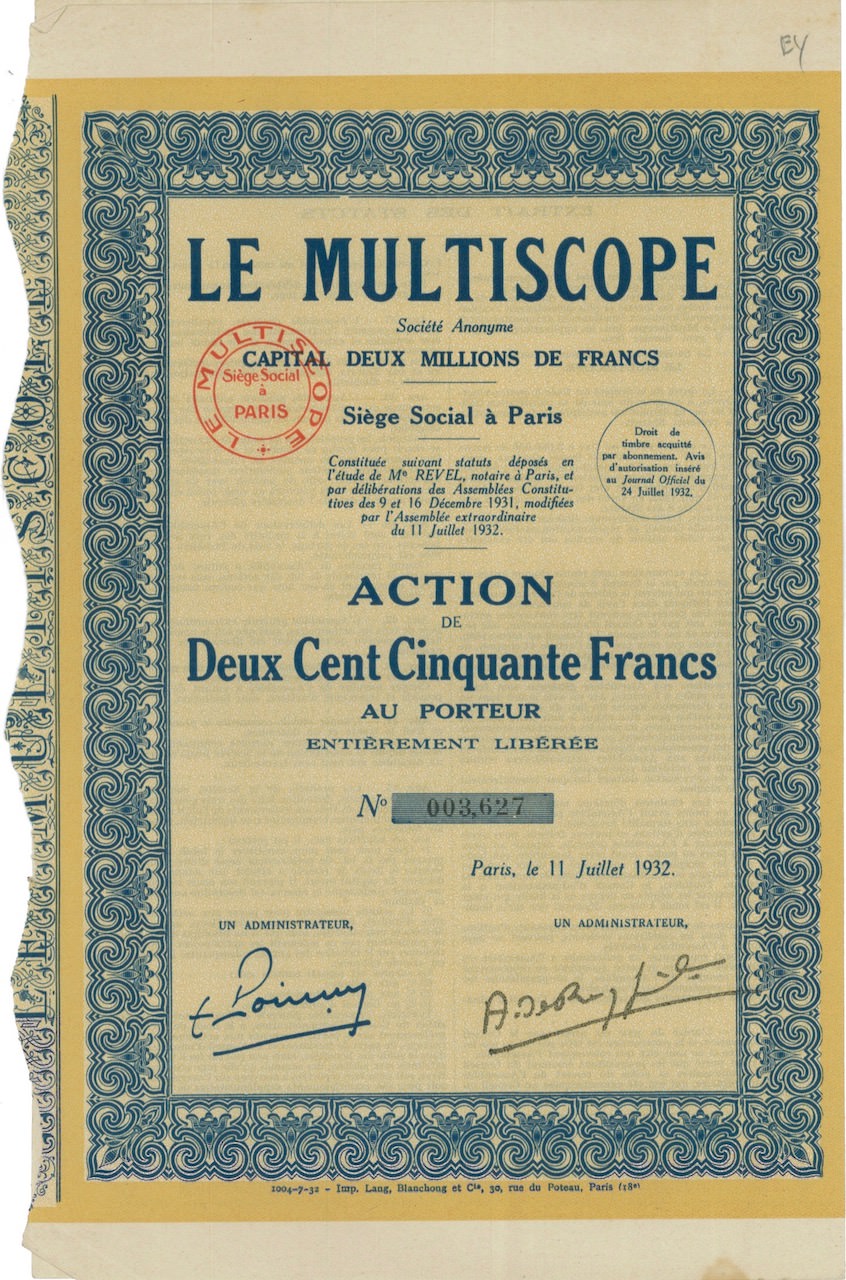 EY
LE MULTISCOPE
Société Anonyme
CAPITAL DEUX MILLIONS DE FRANCS
LE MULTISCOPE
Siège Social
à
PARIS
Siège Social à Paris
Constituée suivant statuts déposés en
l'étude de Me REVEL, notaire à Paris, et
par délibérations des Assemblées Constitu-
tives des 9 et 16 Décembre 1931, modifiées
par l'Assemblée extraordinaire
du 11 Juillet 1932.
Droit de
timbre acquitté
par abonnement. Avis
d'autorisation inséré
au Journal Officiel du
24 Juillet 1932.
ACTION
DE
Deux Cent Cinquante Francs
AU PORTEUR
ENTIÈREMENT LIBÉRÉE
No 003,627
Paris, le 11 Juillet 1932.
UN ADMINISTRATEUR,
UN ADMINISTRATEUR,
1004-7-32 - Imp. Lang, Blanchong et Cie, 30, rue du Poteau, Paris (18e)
LE MULTISCOPE